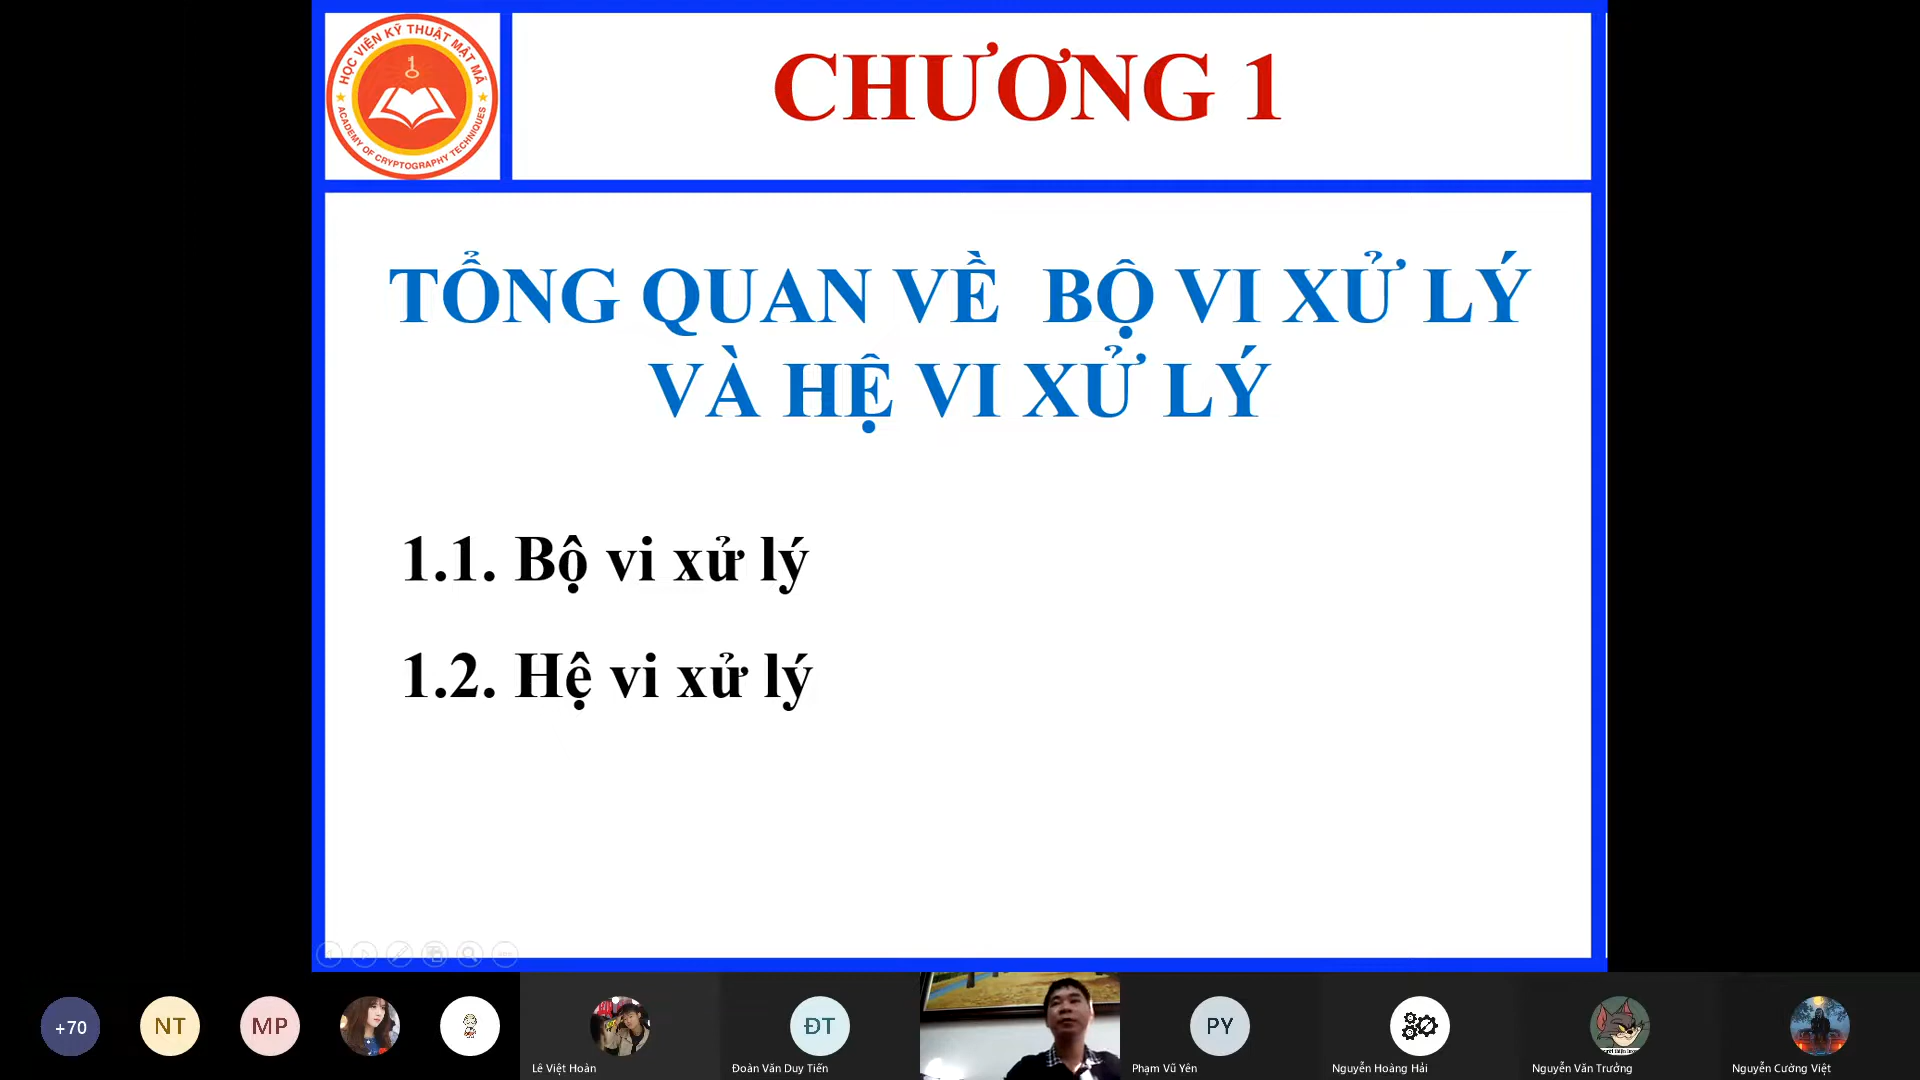 HỌC VIỆN KỸ THUẬT MẬT MÃ
ACADEMY OF CRYPTOGRAPHY TECHNIQUES
CHƯƠNG 1
TỔNG QUAN VỀ BỘ VI XỬ LÝ
VÀ HỆ VI XỬ LÝ
1.1. Bộ vi xử lý
1.2. Hệ vi xử lý
+70
NT
MP
ĐT
PY
Lê Việt Hoàn
Đoàn Văn Duy Tiến
Phạm Vũ Yên
Nguyễn Hoàng Hải
Nguyễn Văn Trưởng
Nguyễn Cường Việt